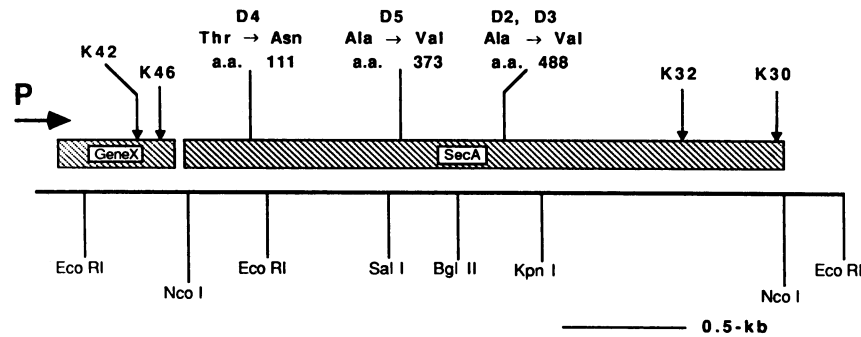 D4 D5 D2, D3
Thr → Asn Ala → Val Ala → Val
K42 a.a. 111 a.a. 373 a.a. 488
K46 K32 K30
P
GeneX SecA
Eco RI Eco RI Sal I Bgl II Kpn I Eco RI
Nco I Nco I
0.5-kb